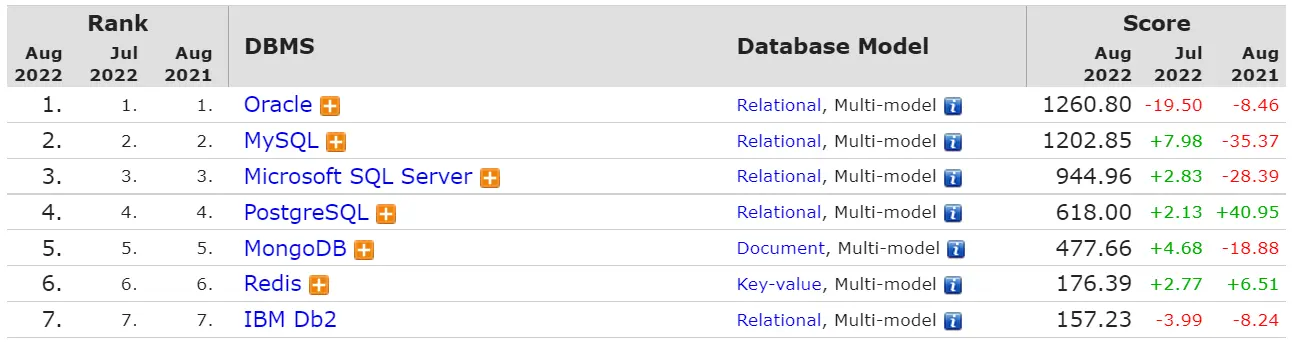 Rank DBMS Database Model Score
Aug 2022 Jul 2022 Aug 2021 Aug 2022 Jul 2022 Aug 2021
1. 1. 1. Oracle Relational, Multi-model 1260.80 -19.50 -8.46
2. 2. 2. MySQL Relational, Multi-model 1202.85 +7.98 -35.37
3. 3. 3. Microsoft SQL Server Relational, Multi-model 944.96 +2.83 -28.39
4. 4. 4. PostgreSQL Relational, Multi-model 618.00 +2.13 +40.95
5. 5. 5. MongoDB Document, Multi-model 477.66 +4.68 -18.88
6. 6. 6. Redis Key-value, Multi-model 176.39 +2.77 +6.51
7. 7. 7. IBM Db2 Relational, Multi-model 157.23 -3.99 -8.24